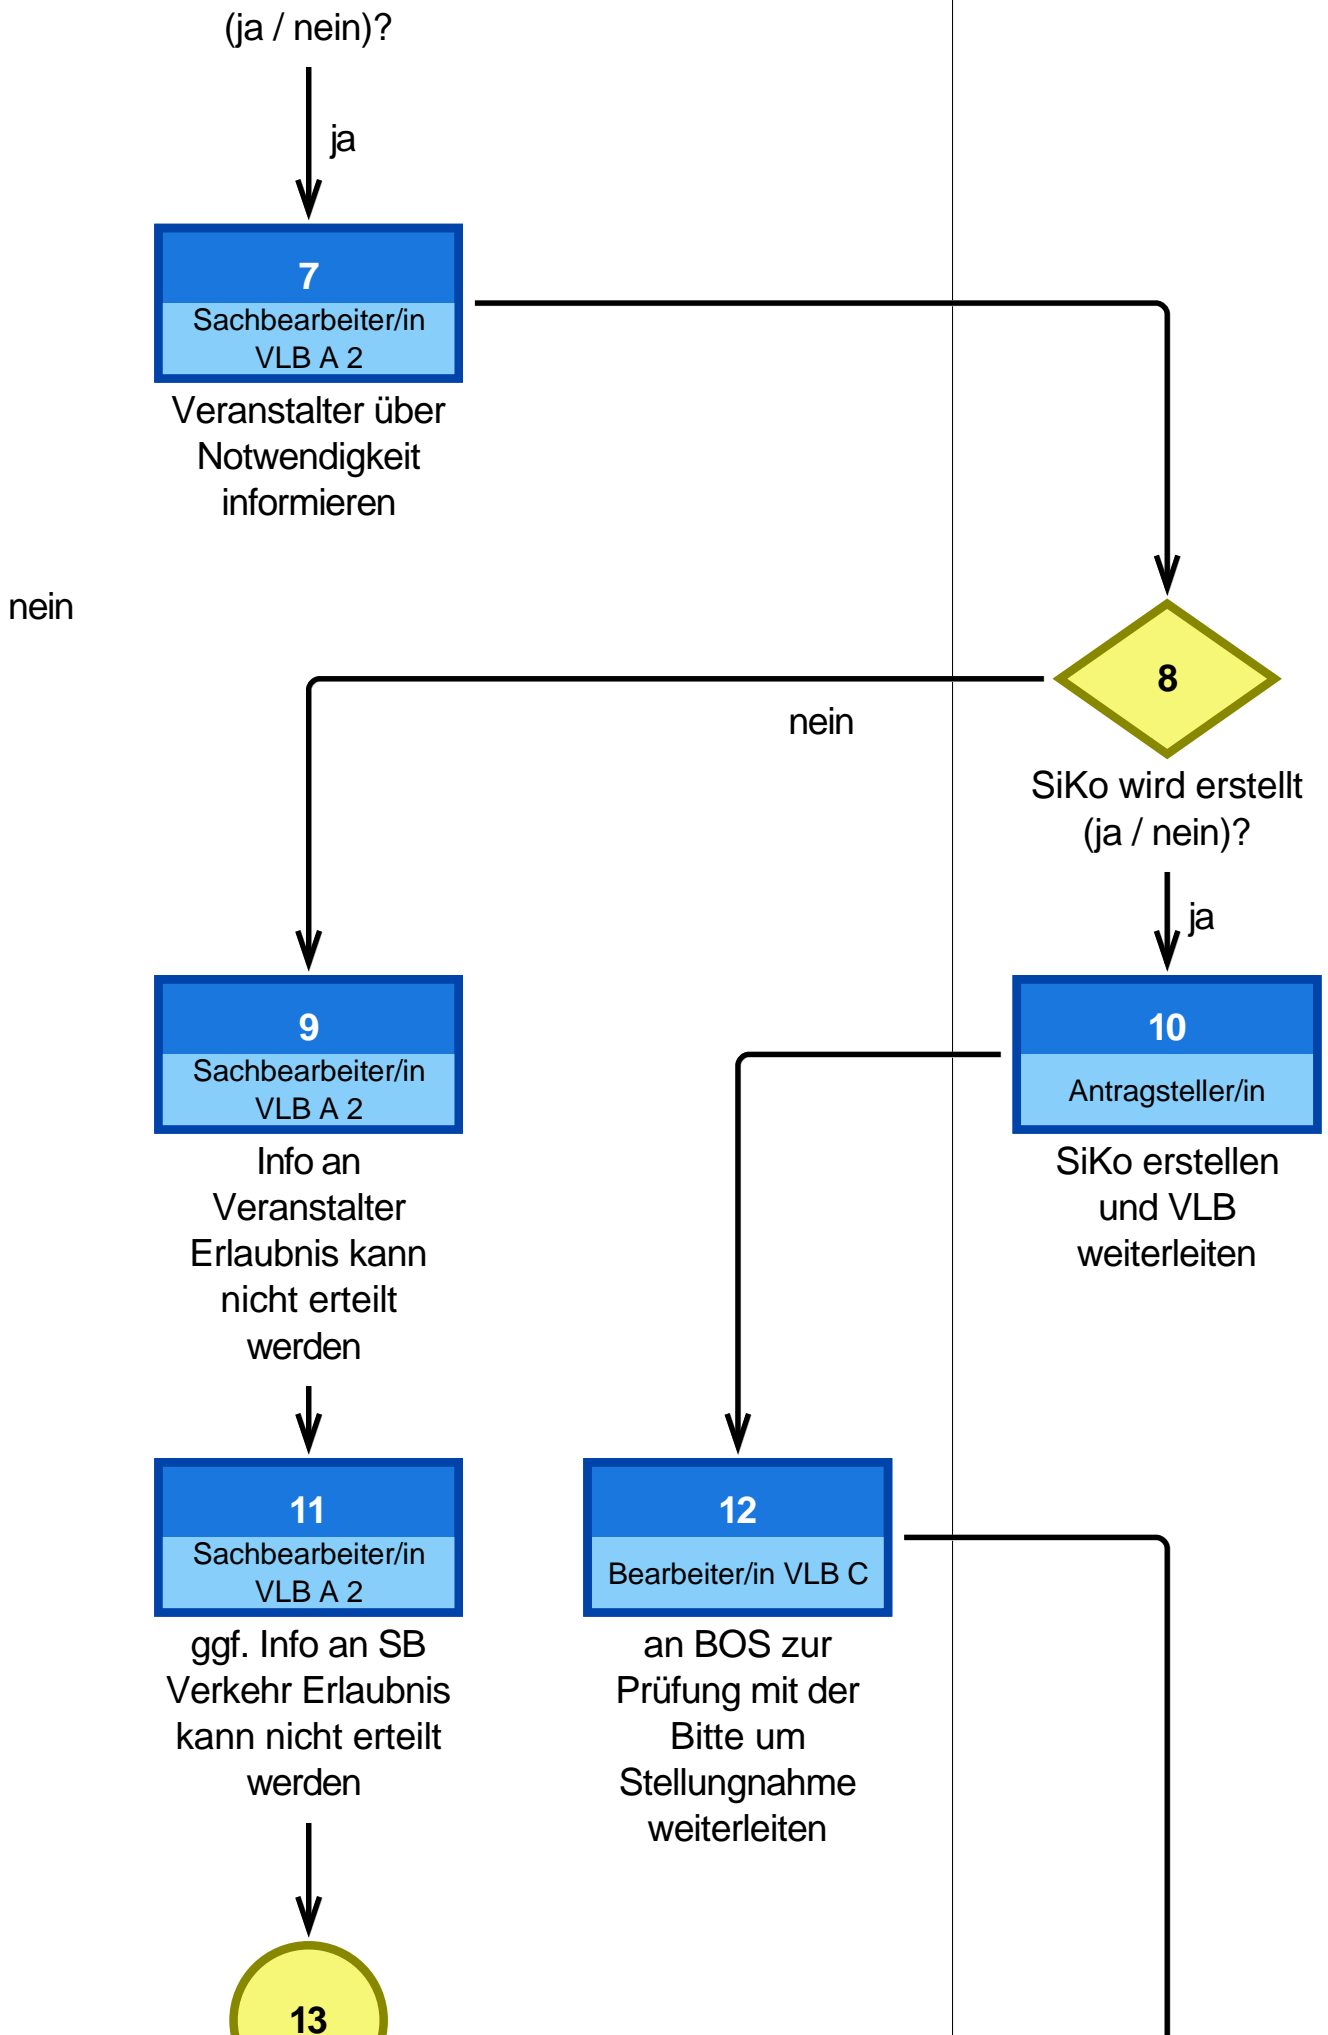 (ja / nein)?
ja
7
Sachbearbeiter/in
VLB A 2
Veranstalter über
Notwendigkeit
informieren
nein
8
nein
SiKo wird erstellt
(ja / nein)?
ja
9
Sachbearbeiter/in
VLB A 2
Info an
Veranstalter
Erlaubnis kann
nicht erteilt
werden
10
Antragsteller/in
SiKo erstellen
und VLB
weiterleiten
11
Sachbearbeiter/in
VLB A 2
ggf. Info an SB
Verkehr Erlaubnis
kann nicht erteilt
werden
12
Bearbeiter/in VLB C
an BOS zur
Prüfung mit der
Bitte um
Stellungnahme
weiterleiten
13